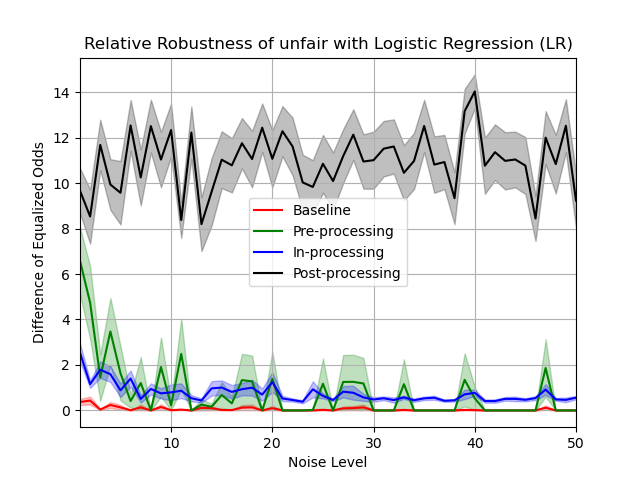 Relative Robustness of unfair with Logistic Regression (LR)
Difference of Equalized Odds
14
12
10
8
6
4
2
0
Baseline
Pre-processing
In-processing
Post-processing
10
20
30
40
50
Noise Level